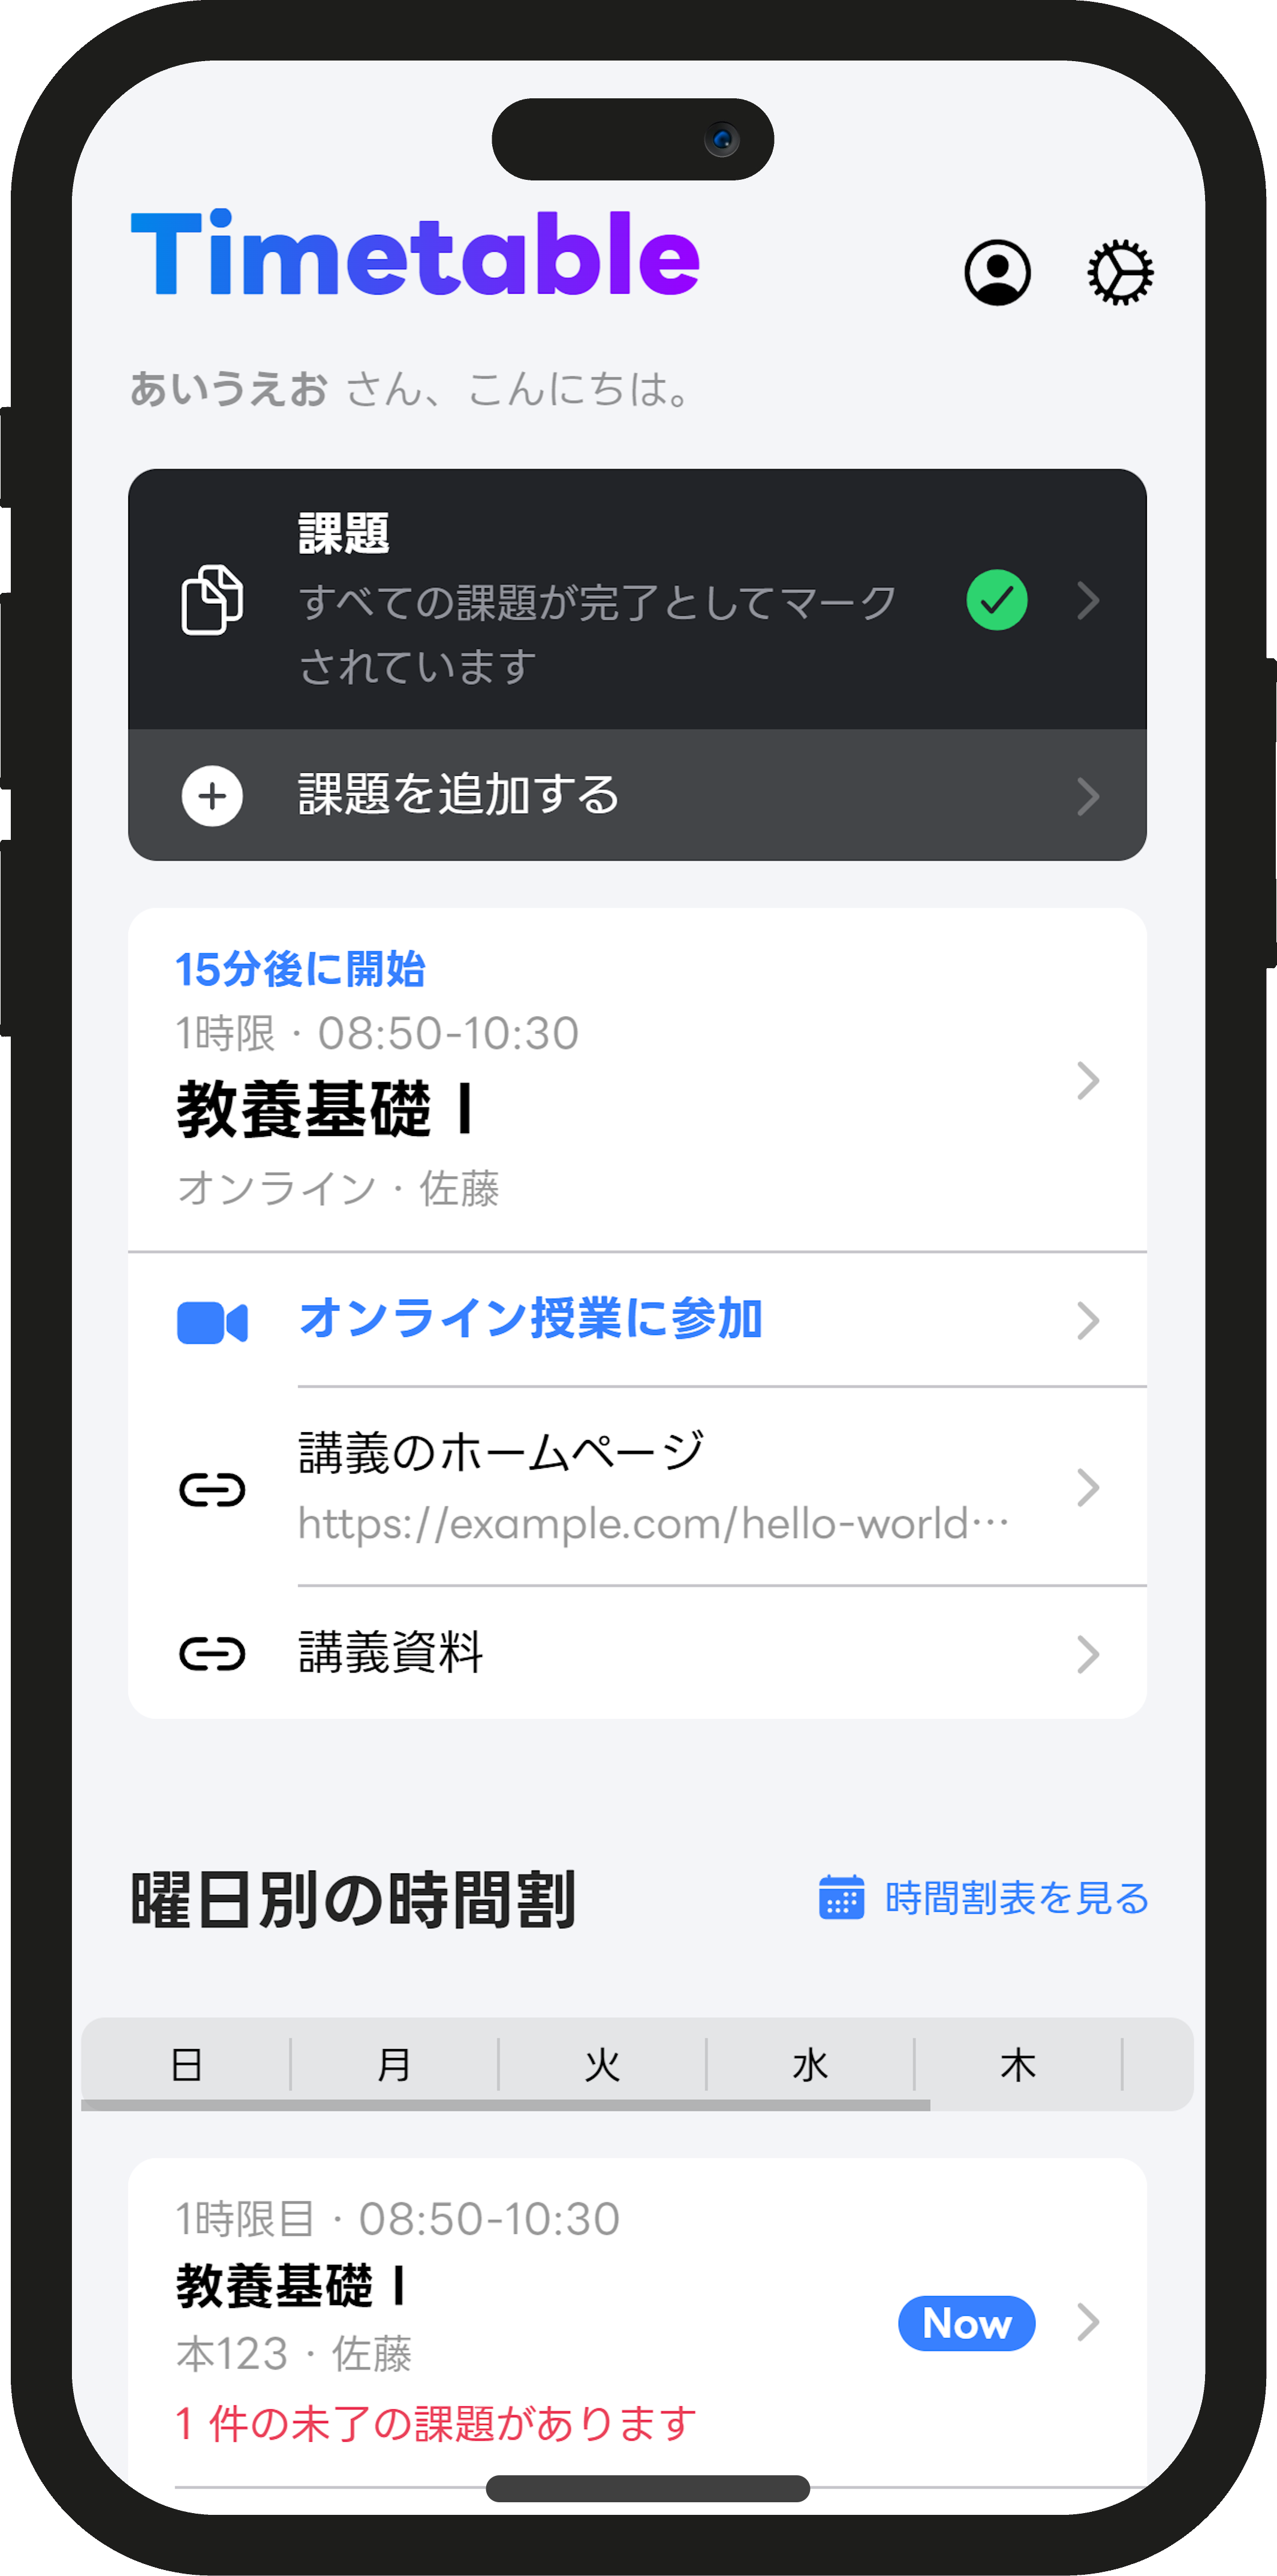 Timetable
あいうえお さん、こんにちは。
課題
すべての課題が完了としてマーク
されています
課題を追加する
15分後に開始
1時限 · 08:50-10:30
教養基礎 I
オンライン · 佐藤
オンライン授業に参加
講義のホームページ
https://example.com/hello-world…
講義資料
曜日別の時間割
時間割表を見る
日 月 火 水 木
1時限目 · 08:50-10:30
教養基礎 I
Now
本123 · 佐藤
1 件の未了の課題があります